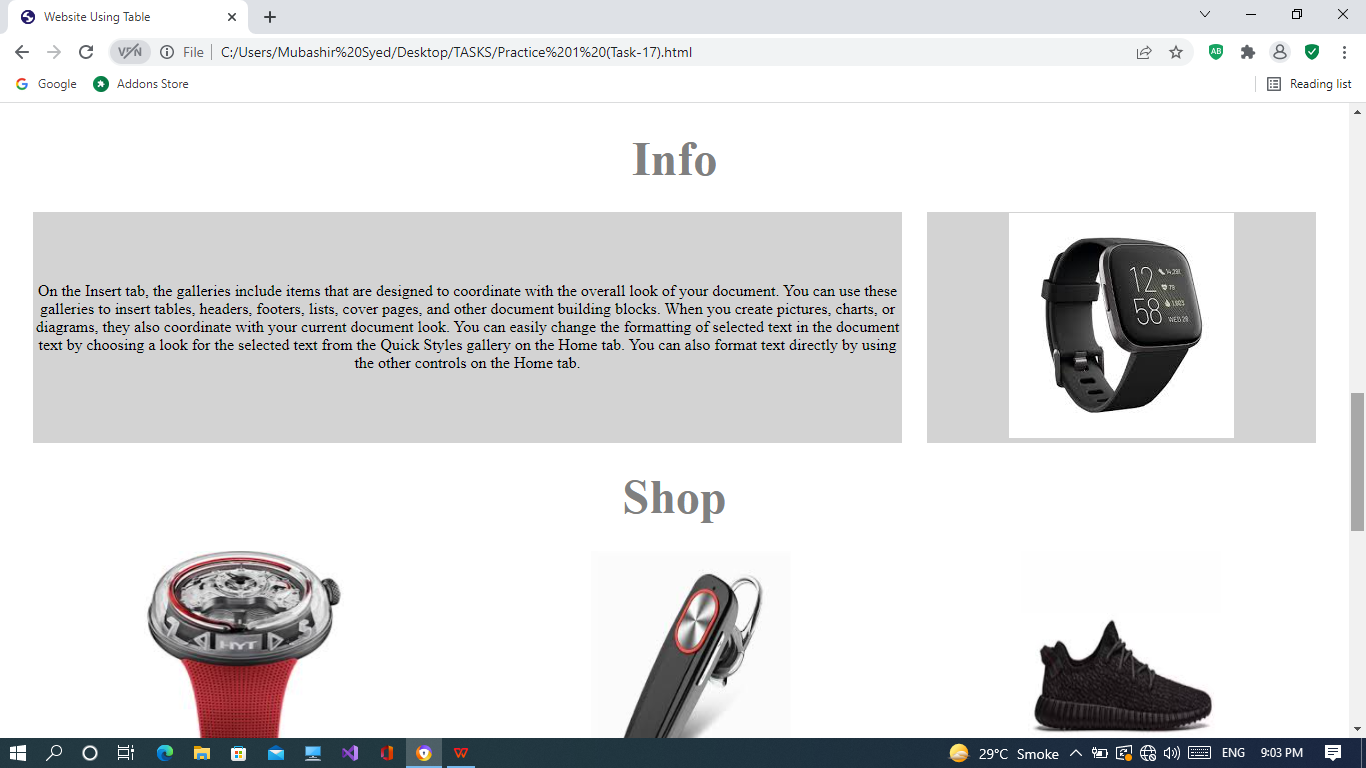 Website Using Table
VPN
File
C:/Users/Mubashir%20Syed/Desktop/TASKS/Practice%201%20(Task-17).html
AB
Google
Addons Store
Reading list
Info
On the Insert tab, the galleries include items that are designed to coordinate with the overall look of your document. You can use these
galleries to insert tables, headers, footers, lists, cover pages, and other document building blocks. When you create pictures, charts, or
diagrams, they also coordinate with your current document look. You can easily change the formatting of selected text in the document
text by choosing a look for the selected text from the Quick Styles gallery on the Home tab. You can also format text directly by using
the other controls on the Home tab.
12
58
79
WED 28
Shop
HYT
29°C Smoke
ENG
9:03 PM